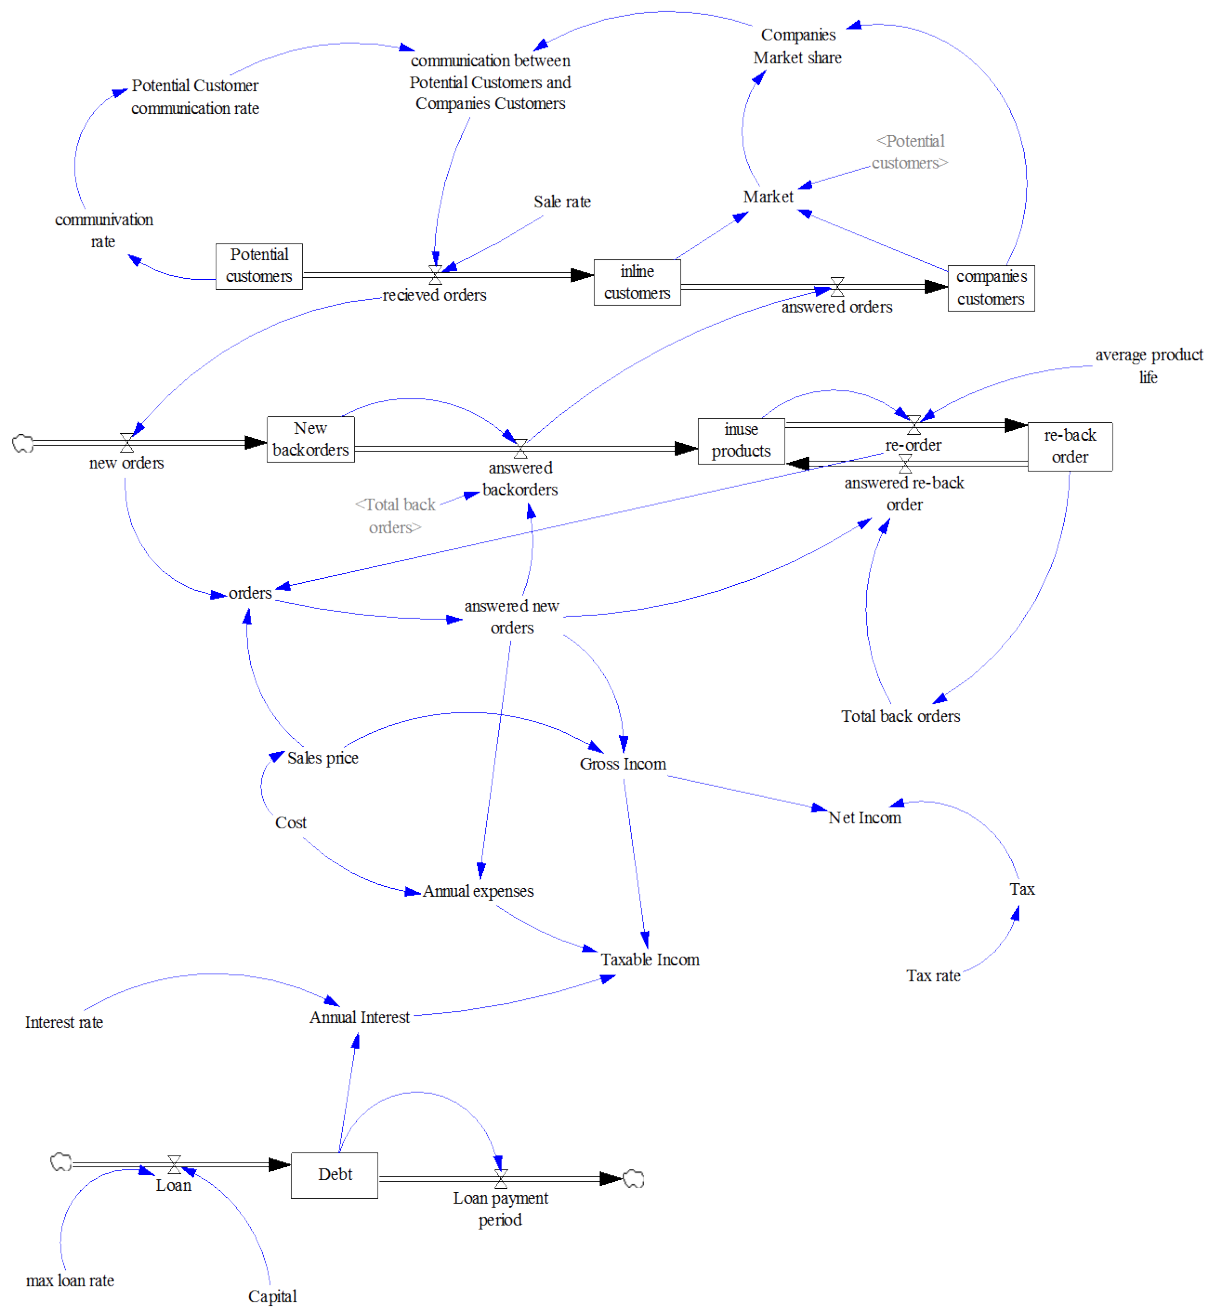 Companies
Market share
communication between
Potential Customers and
Companies Customers
Potential Customer
communication rate
<Potential
customers>
Market
Sale rate
communivation
rate
Potential
customers
inline
customers
companies
customers
recieved orders
answered orders
average product
life
New
backorders
inuse
products
re-back
order
new orders
answered
backorders
re-order
answered re-back
order
<Total back
orders>
orders
answered new
orders
Total back orders
Sales price
Gross Incom
Cost
Net Incom
Annual expenses
Tax
Taxable Incom
Tax rate
Interest rate
Annual Interest
Debt
Loan
Loan payment
period
max loan rate
Capital